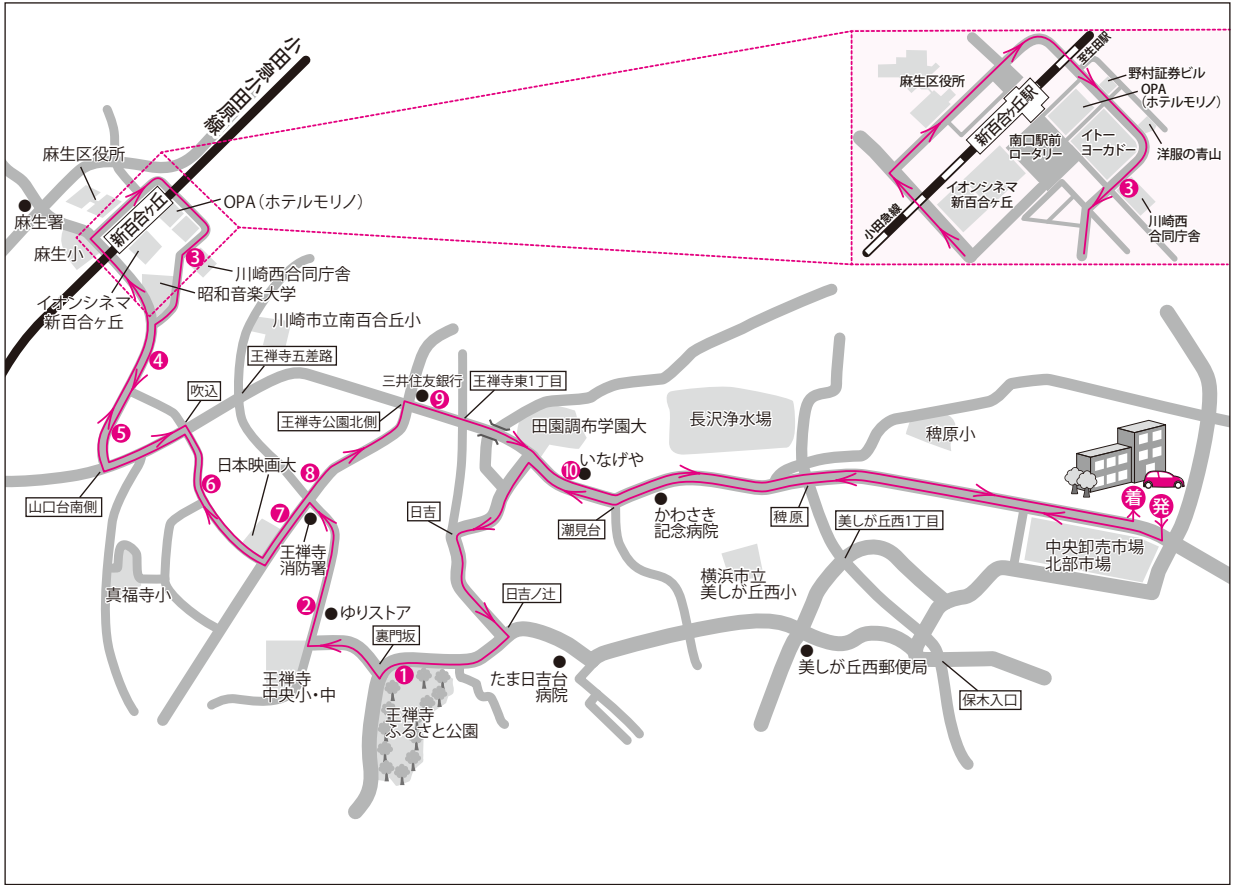 小田急小田原線
麻生区役所
麻生署
新百合ヶ丘
OPA（ホテルモリノ）
麻生小
3
川崎西合同庁舎
昭和音楽大学
イオンシネマ
新百合ヶ丘
至生田駅
麻生区役所
野村証券ビル
OPA
（ホテルモリノ）
新百合ヶ丘駅
南口駅前
ロータリー
イトー
ヨーカドー
洋服の青山
イオンシネマ
新百合ヶ丘
3
小田急線
川崎西
合同庁舎
川崎市立南百合丘小
4
王禅寺五差路
三井住友銀行
王禅寺東1丁目
9
吹込
王禅寺公園北側
田園調布学園大
長沢浄水場
稗原小
5
日本映画大
8
いなげや
10
6
山口台南側
7
日吉
潮見台
かわさき
記念病院
稗原
美しが丘西1丁目
着
発
王禅寺
消防署
中央卸売市場
北部市場
真福寺小
横浜市立
美しが丘西小
2
ゆりストア
日吉ノ辻
裏門坂
1
王禅寺
中央小・中
たま日吉台
病院
美しが丘西郵便局
王禅寺
ふるさと公園
保木入口